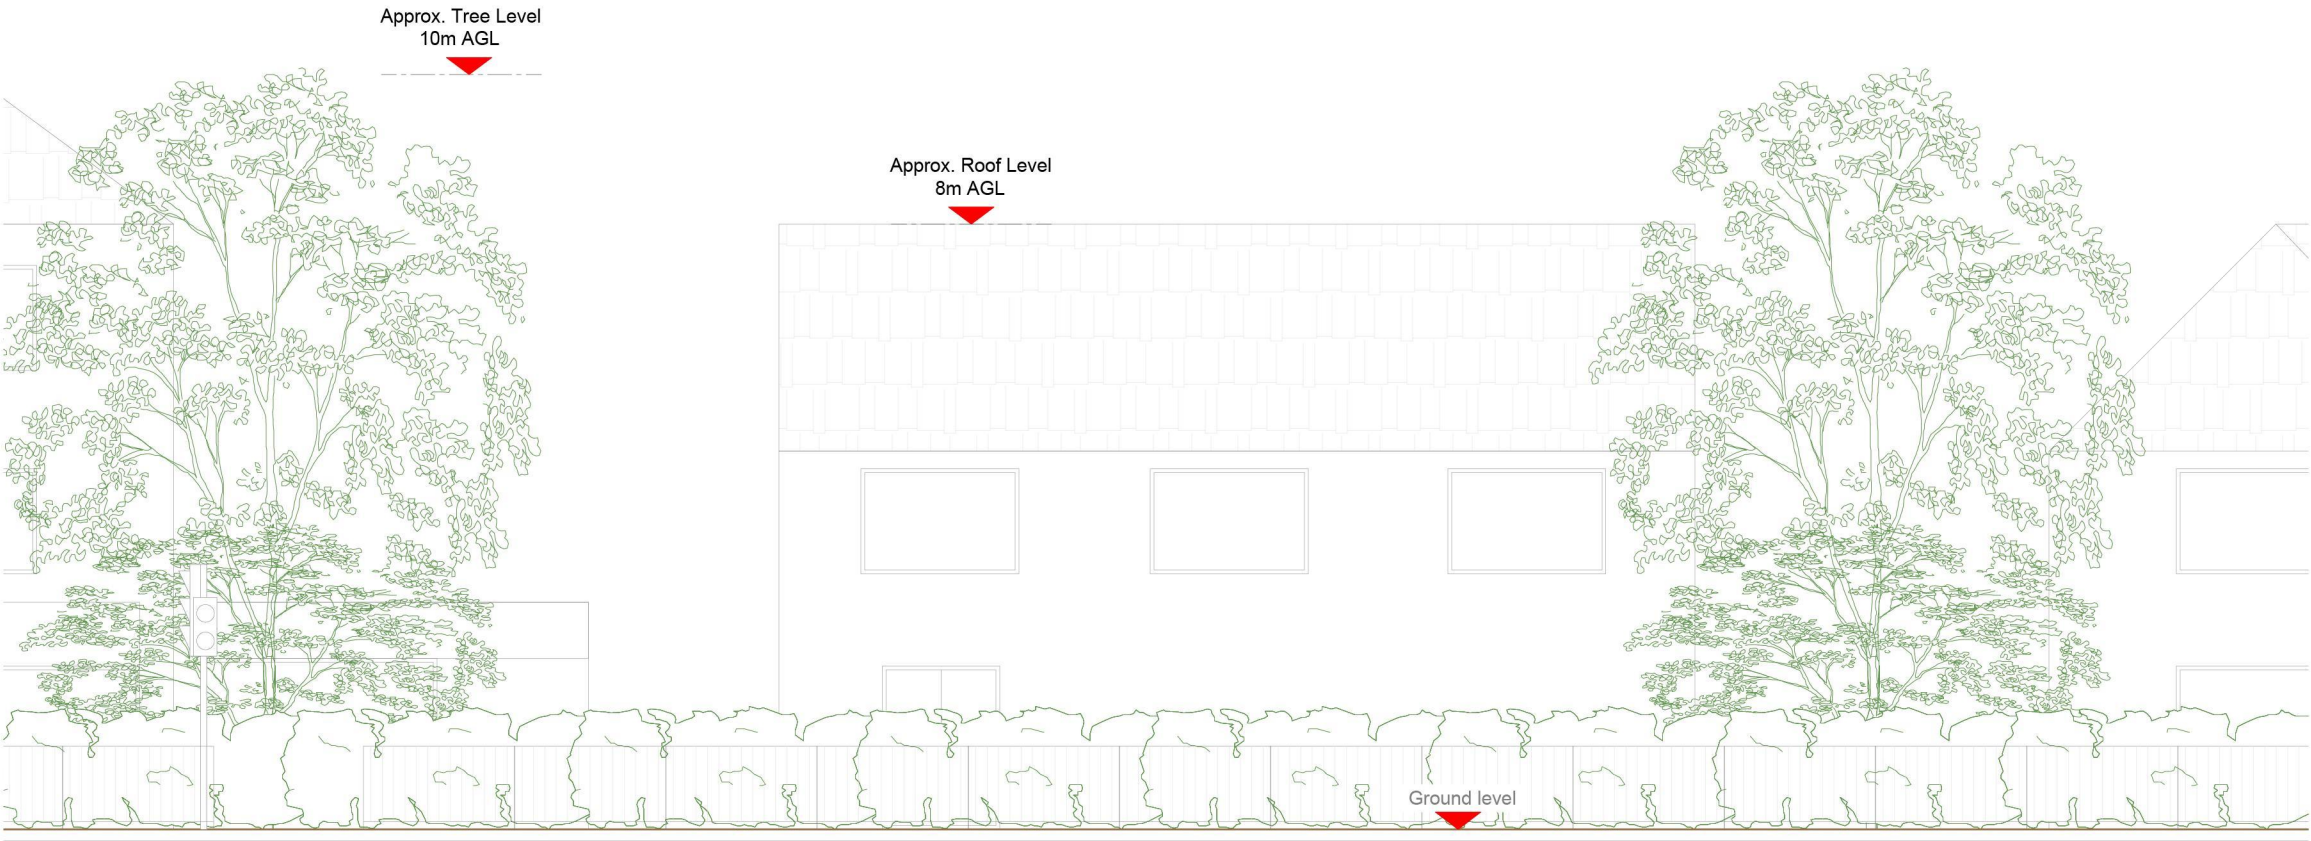 Approx. Tree Level
10m AGL
Approx. Roof Level
8m AGL
Ground level